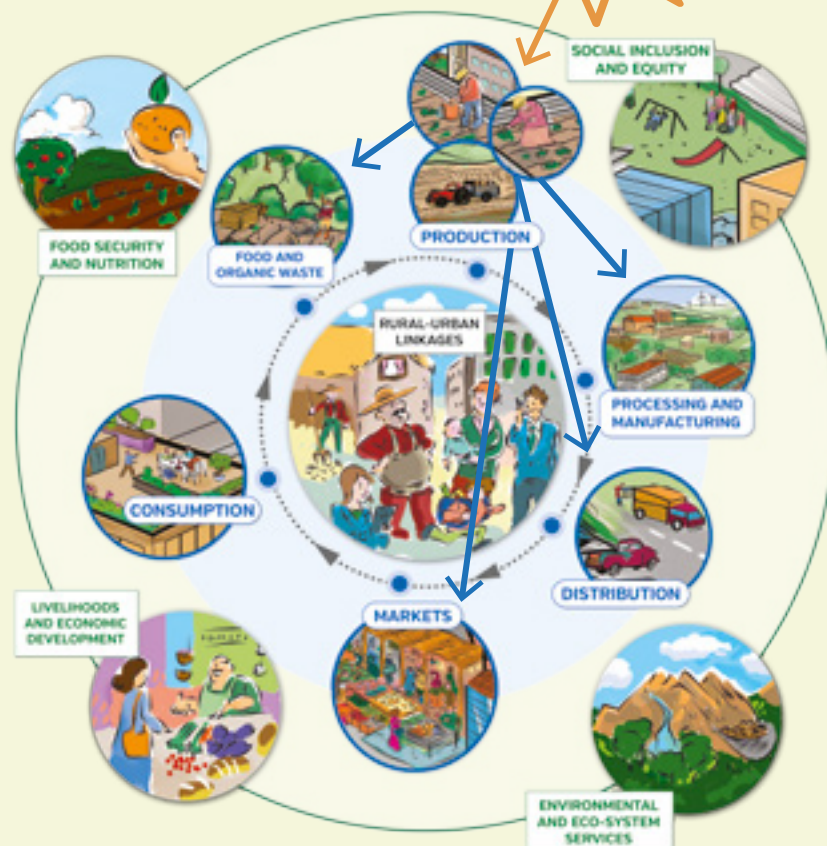 SOCIAL INCLUSION
AND EQUITY
FOOD SECURITY
AND NUTRITION
FOOD AND
ORGANIC WASTE
PRODUCTION
RURAL-URBAN
LINKAGES
PROCESSING AND
MANUFACTURING
CONSUMPTION
DISTRIBUTION
MARKETS
LIVELIHOODS
AND ECONOMIC
DEVELOPMENT
ENVIRONMENTAL
AND ECO-SYSTEM
SERVICES